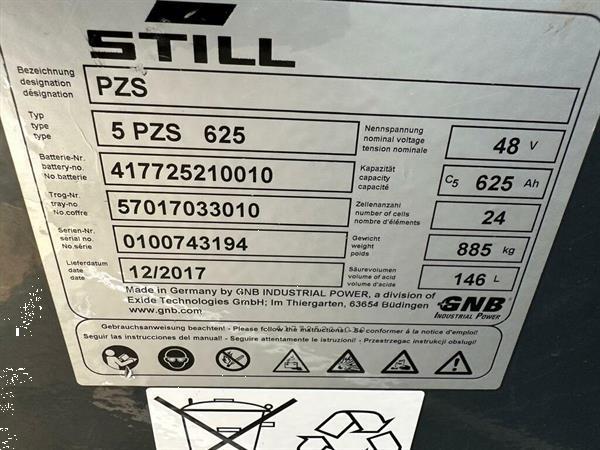 STILL
Bezeichnung
designation
désignation
PZS
Typ
type
type
5 PZS 625
Nennspannung
nominal voltage
tension nominale
48 V
Batterie-Nr.
battery-no.
No.batterie
417725210010
Kapazität
capacity
capacité
C5 625 Ah
Trog-Nr.
tray-no.
No.coffre
57017033010
Zellenanzahl
number of cells
nombre d'éléments
24
Serien-Nr.
serial no.
No.série
0100743194
Gewicht
weight
poids
885 kg
Lieferdatum
date
date
12/2017
Säurevolumen
volume of acid
volume d'acide
146 L
Made in Germany by GNB INDUSTRIAL POWER, a division of
Exide Technologies GmbH; Im Thiergarten, 63654 Büdingen
www.gnb.com
GNB
INDUSTRIAL POWER
Gebrauchsanweisung beachten! - Please follow the instructions! - Se conformer à la notice d'emploi!
Seguir las instrucciones del manual! - Seguire attentamente le istruzioni! - Przestrzegac instrukcji obslugi!